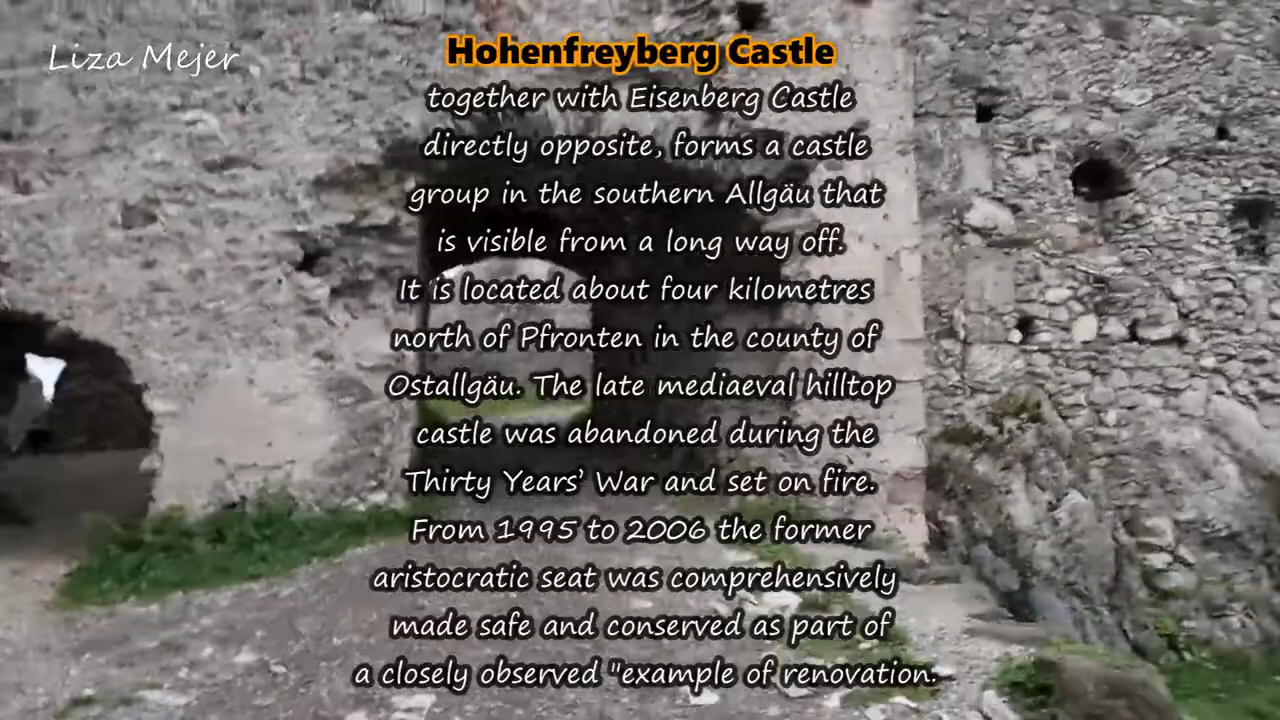 Liza Mejer
Hohenfreyberg Castle
together with Eisenberg Castle
directly opposite, forms a castle
group in the southern Allgäu that
is visible from a long way off.
It is located about four kilometres
north of Pfronten in the county of
Ostallgäu. The late mediaeval hilltop
castle was abandoned during the
Thirty Years’ War and set on fire.
From 1995 to 2006 the former
aristocratic seat was comprehensively
made safe and conserved as part of
a closely observed "example of renovation.